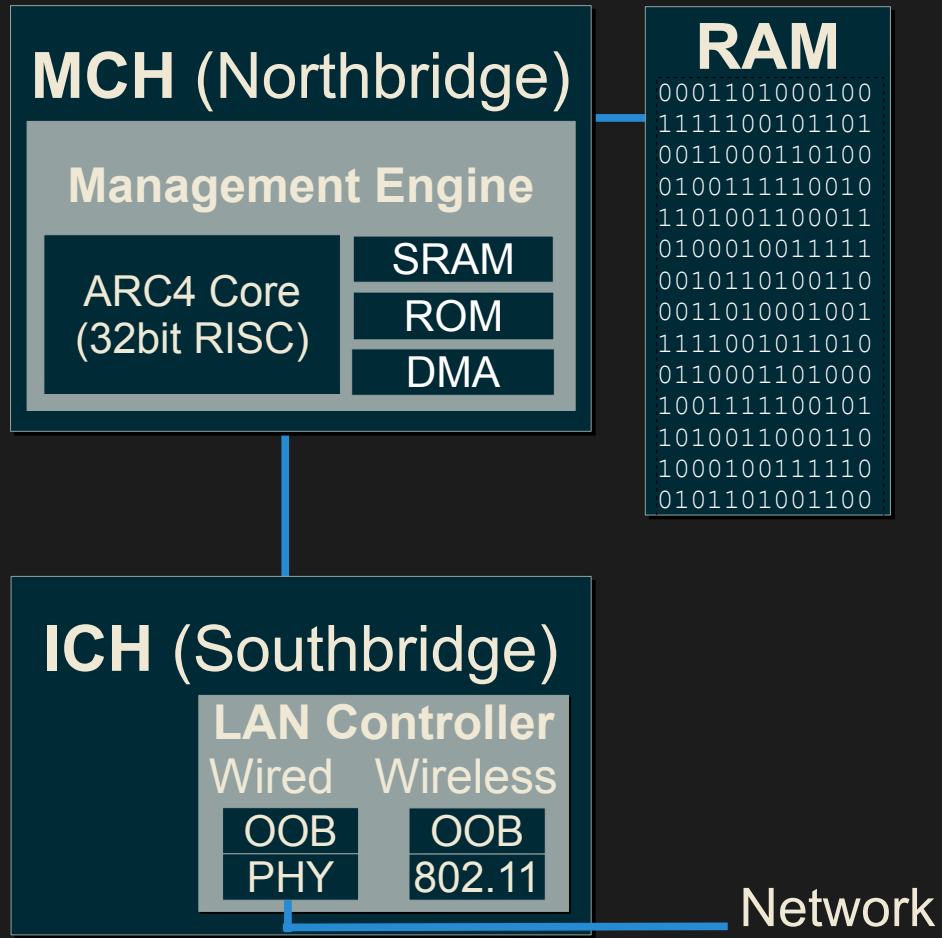 MCH (Northbridge)
Management Engine
ARC4 Core
(32bit RISC)
SRAM
ROM
DMA
RAM
0001101000100
1111100101101
0011000110100
0100111110010
1101001100011
0100010011111
0010110100110
0011010001001
1111001011010
0110001101000
1001111100101
1010011000110
1000100111110
0101101001100
ICH (Southbridge)
LAN Controller
Wired Wireless
OOB OOB
PHY 802.11
Network